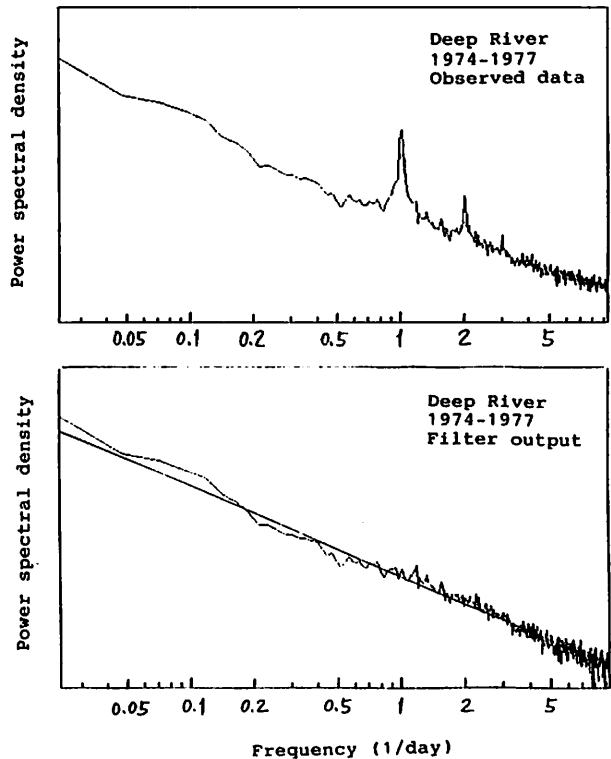 Power spectral density
Deep River
1974-1977
Observed data
0.05 0.1 0.2 0.5 1 2 5
Power spectral density
Deep River
1974-1977
Filter output
0.05 0.1 0.2 0.5 1 2 5
Frequency (1/day)